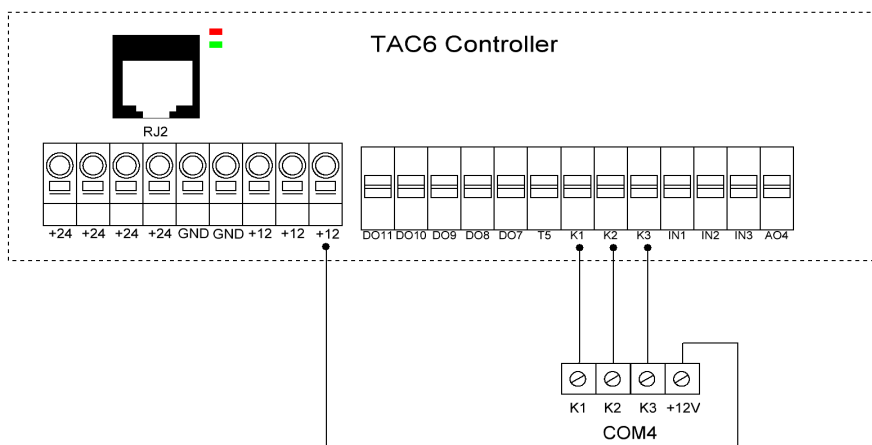 TAC6 Controller
RJ2
+24 +24 +24 +24 GND GND +12 +12 +12
DO11 DO10 DO9 DO8 DO7 T5 K1 K2 K3 IN1 IN2 IN3 AO4
K1 K2 K3 +12V
COM4